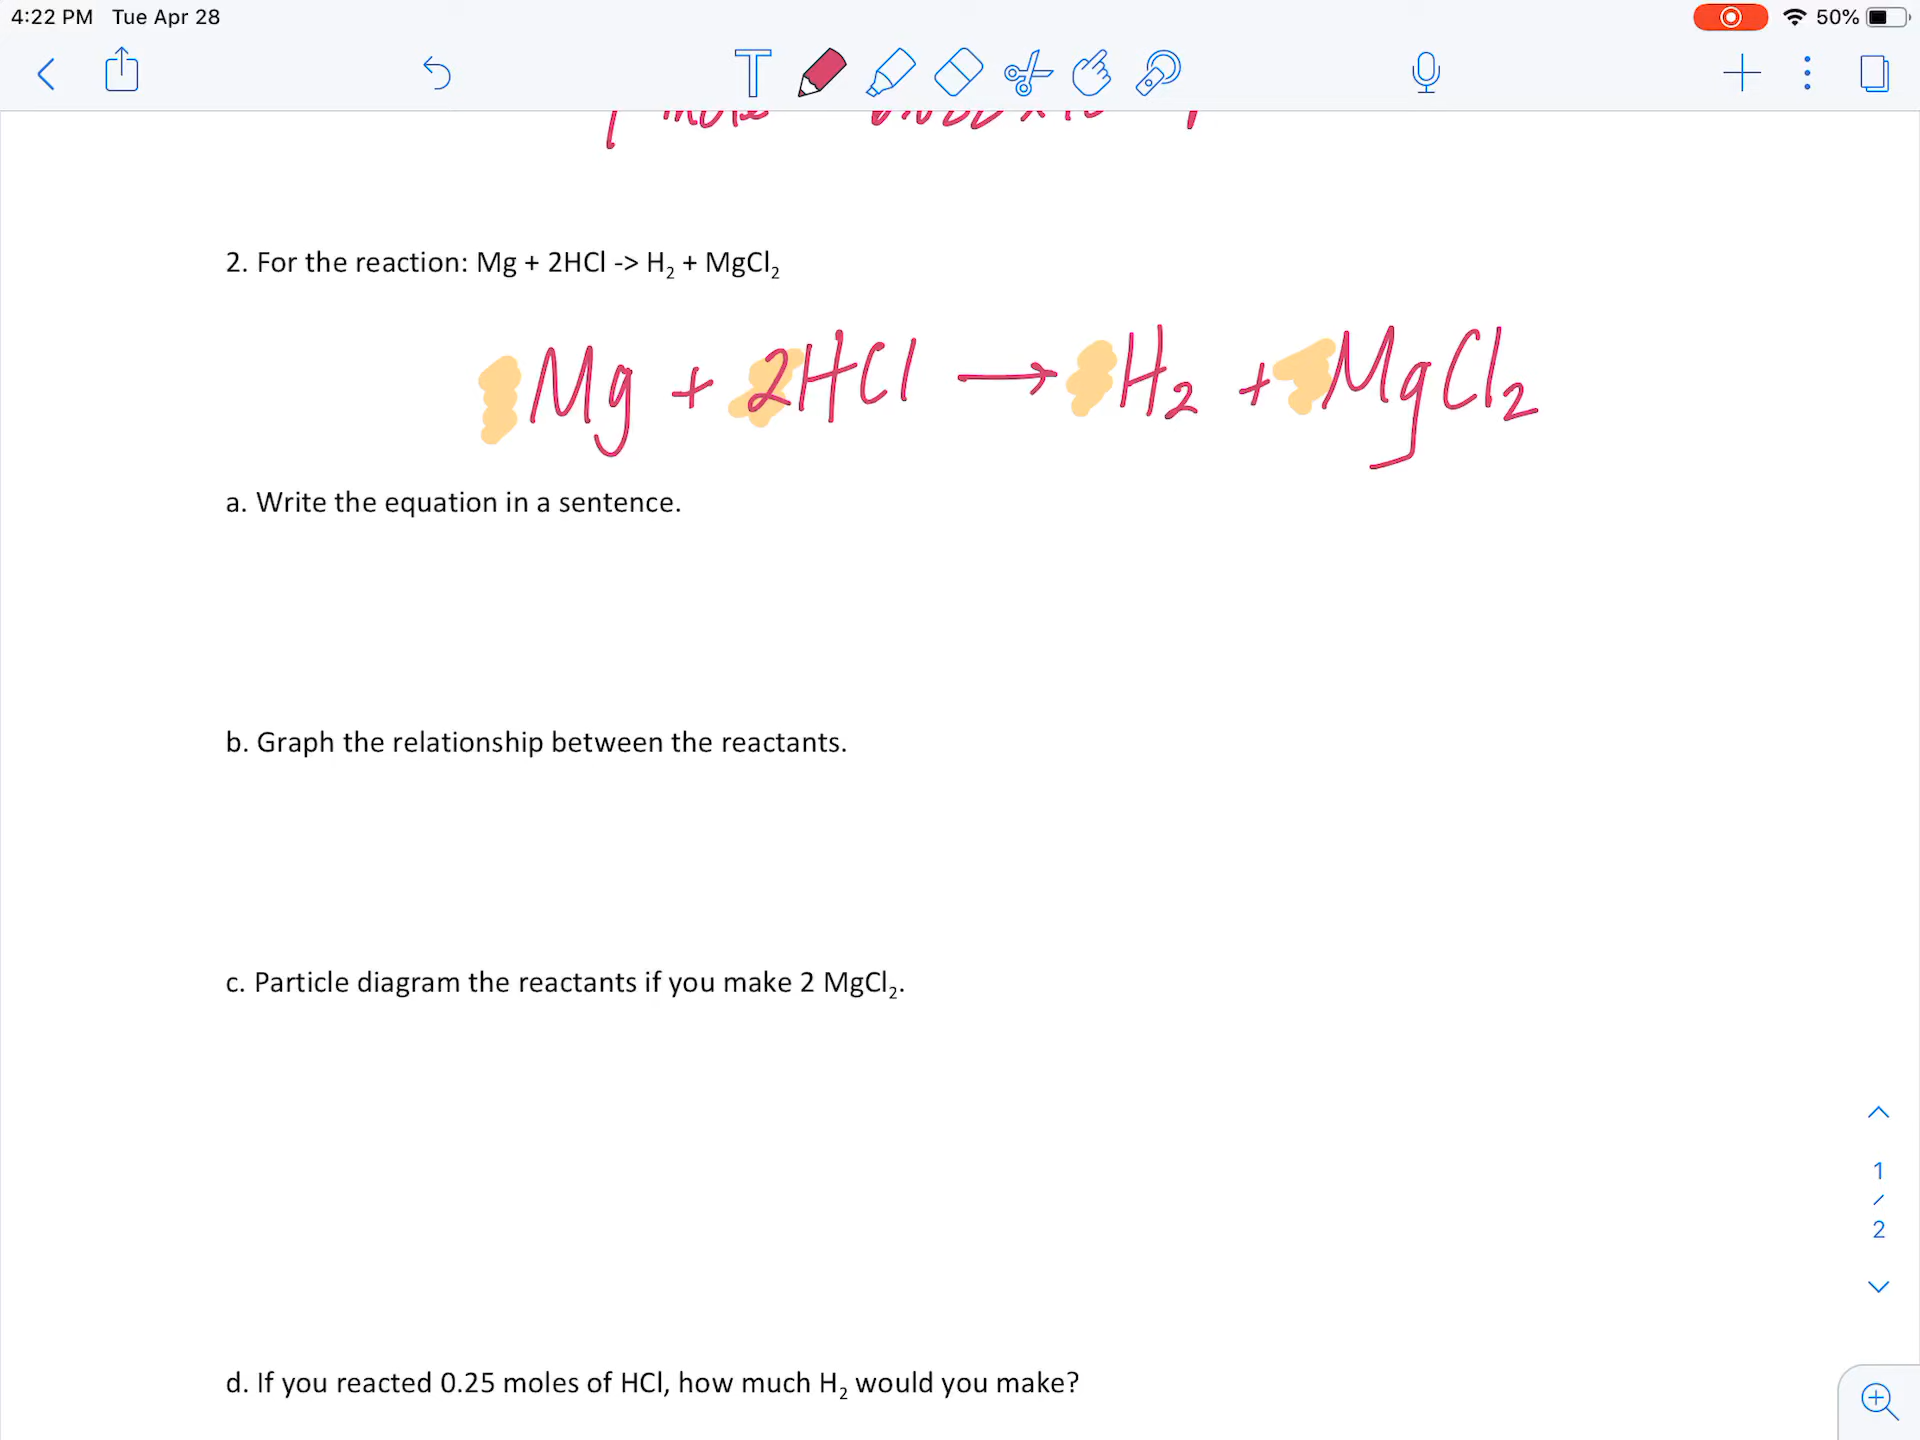 4:22 PM Tue Apr 28
50%
2. For the reaction: Mg + 2HCl -> H₂ + MgCl₂
Mg + 2HCl → H₂ + MgCl₂
a. Write the equation in a sentence.
b. Graph the relationship between the reactants.
c. Particle diagram the reactants if you make 2 MgCl₂.
1
/
2
d. If you reacted 0.25 moles of HCl, how much H₂ would you make?